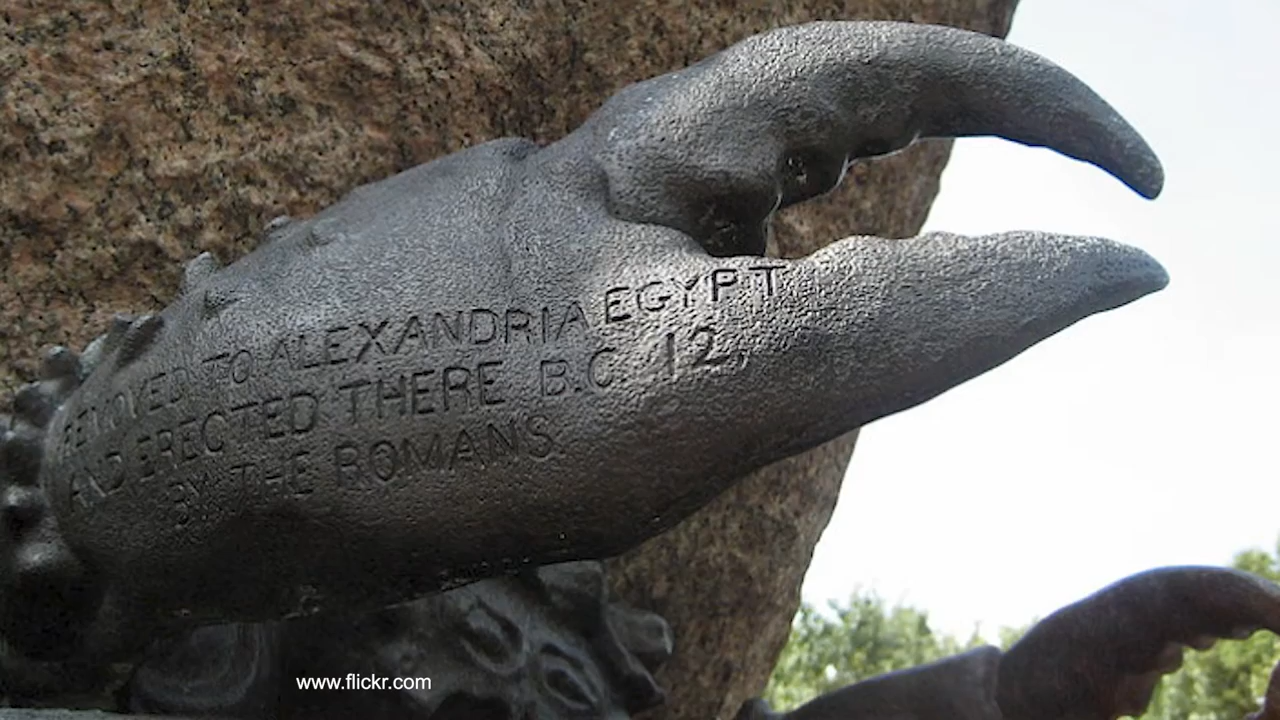 REMOVED TO ALEXANDRIA EGYPT
AND ERECTED THERE B.C. 12
BY THE ROMANS
www.flickr.com